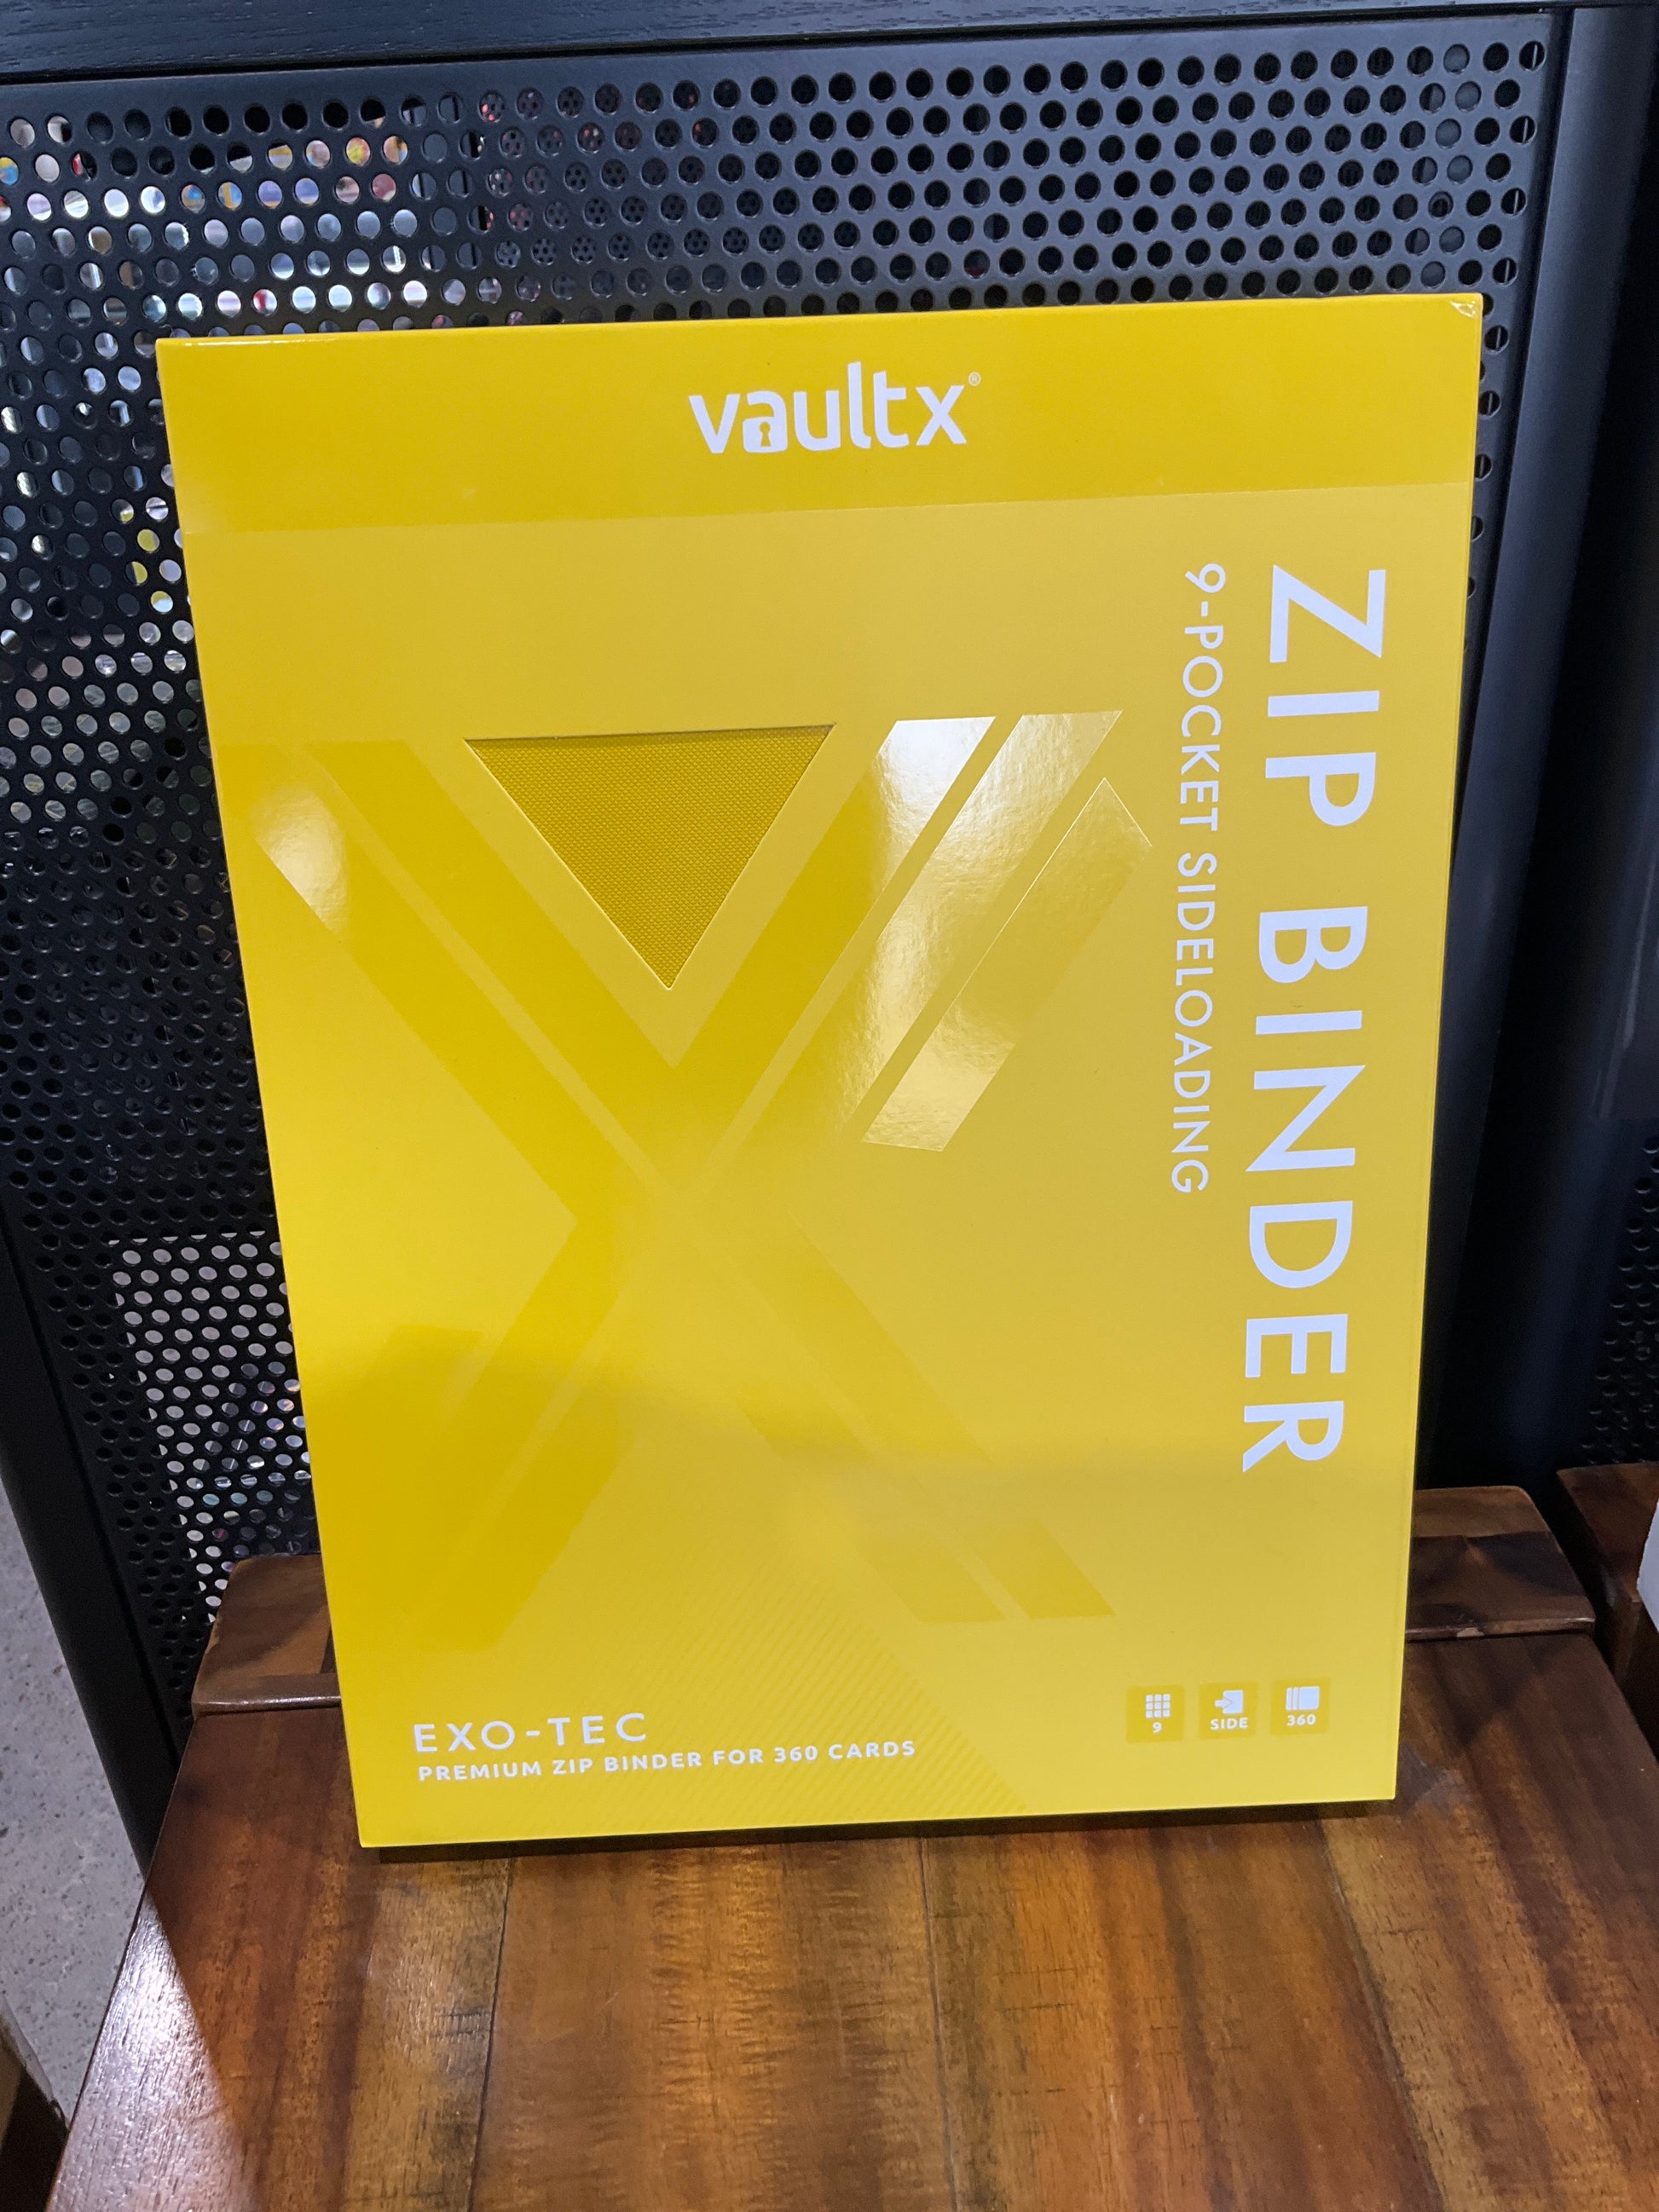 vaultx®
ZIP BINDER
9-POCKET SIDELOADING
EXO-TEC
PREMIUM ZIP BINDER FOR 360 CARDS
9
SIDE
360